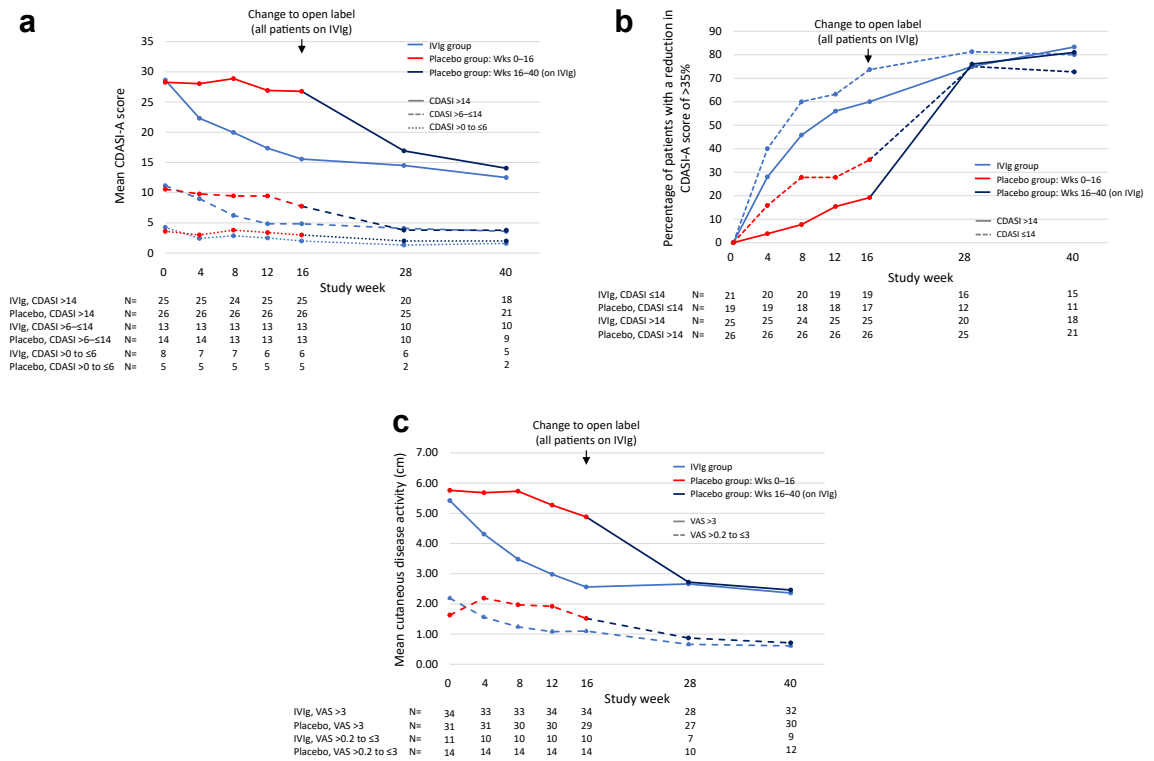 a
Change to open label
(all patients on IVIg)
IVIg group
Placebo group: Wks 0–16
Placebo group: Wks 16–40 (on IVIg)
CDASI >14
CDASI >6–≤14
CDASI >0 to ≤6
Mean CDASI-A score
35
30
25
20
15
10
5
0
0 4 8 12 16 28 40
Study week
IVIg, CDASI >14 N= 25 25 24 25 25 20 18
Placebo, CDASI >14 N= 26 26 26 26 26 25 21
IVIg, CDASI >6–≤14 N= 13 13 13 13 13 10 10
Placebo, CDASI >6–≤14 N= 14 14 13 13 13 10 9
IVIg, CDASI >0 to ≤6 N= 8 7 7 6 6 6 5
Placebo, CDASI >0 to ≤6 N= 5 5 5 5 5 2 2
b
Change to open label
(all patients on IVIg)
Percentage of patients with a reduction in
CDASI-A score of >35%
90
80
70
60
50
40
30
20
10
0
IVIg group
Placebo group: Wks 0–16
Placebo group: Wks 16–40 (on IVIg)
CDASI >14
CDASI ≤14
0 4 8 12 16 28 40
Study week
IVIg, CDASI ≤14 N= 21 20 20 19 19 16 15
Placebo, CDASI ≤14 N= 19 19 18 18 17 12 11
IVIg, CDASI >14 N= 25 25 24 25 25 20 18
Placebo, CDASI >14 N= 26 26 26 26 26 25 21
c
Change to open label
(all patients on IVIg)
Mean cutaneous disease activity (cm)
7.00
6.00
5.00
4.00
3.00
2.00
1.00
0.00
IVIg group
Placebo group: Wks 0–16
Placebo group: Wks 16–40 (on IVIg)
VAS >3
VAS >0.2 to ≤3
0 4 8 12 16 28 40
Study week
IVIg, VAS >3 N= 34 33 33 34 34 28 32
Placebo, VAS >3 N= 31 31 30 30 29 27 30
IVIg, VAS >0.2 to ≤3 N= 11 10 10 10 10 7 9
Placebo, VAS >0.2 to ≤3 N= 14 14 14 14 14 10 12